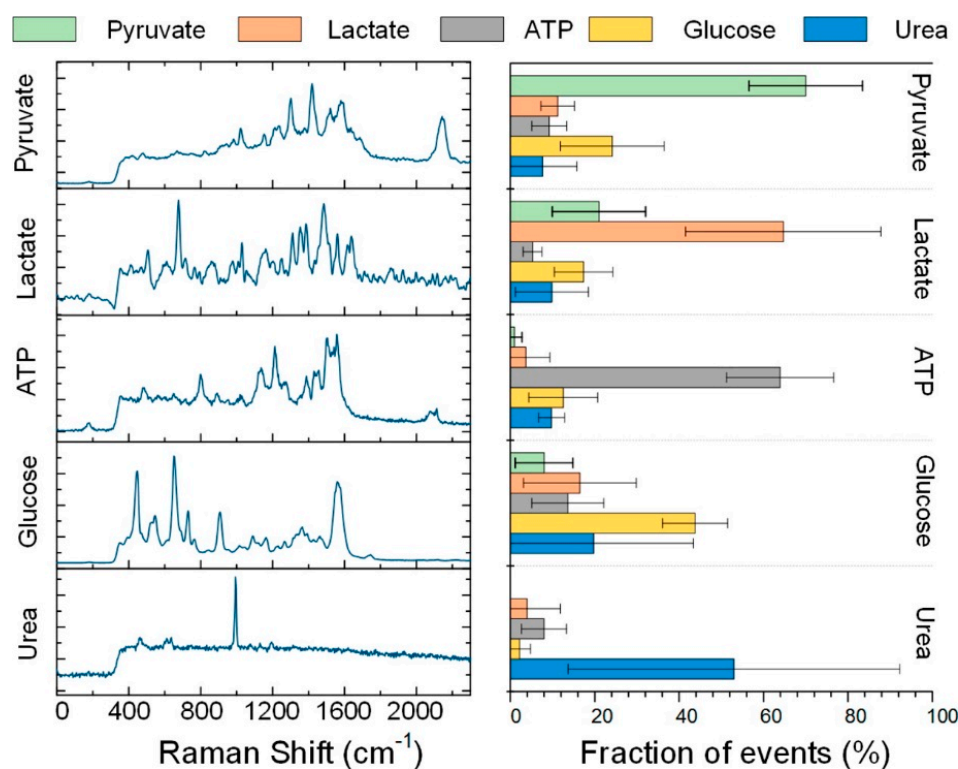 Pyruvate Lactate ATP Glucose Urea
Pyruvate
Lactate
ATP
Glucose
Urea
0 400 800 1200 1600 2000
Raman Shift (cm⁻¹)
Pyruvate
Lactate
ATP
Glucose
Urea
0 20 40 60 80 100
Fraction of events (%)